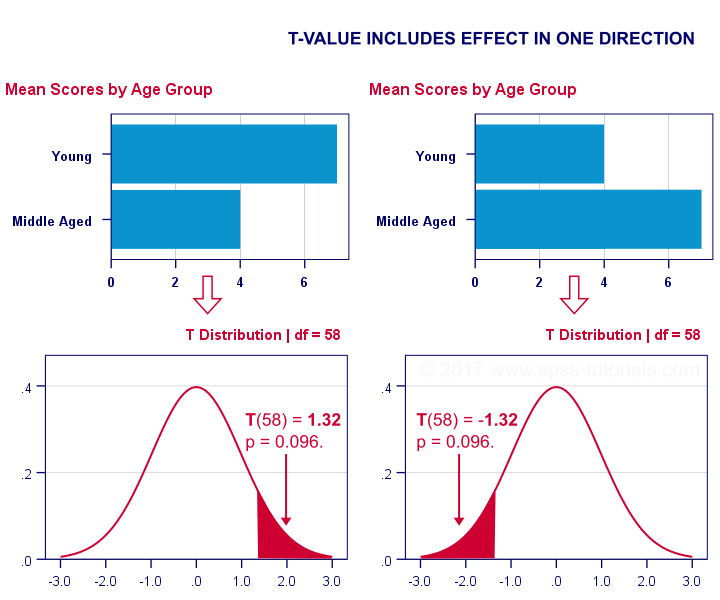 T-VALUE INCLUDES EFFECT IN ONE DIRECTION
Mean Scores by Age Group
Young
Middle Aged
0 2 4 6
T Distribution | df = 58
.4
.2
.0
T(58) = 1.32
p = 0.096.
-3.0 -2.0 -1.0 .0 1.0 2.0 3.0
Mean Scores by Age Group
Young
Middle Aged
0 2 4 6
T Distribution | df = 58
© 2017 www.spss-tutorials.com
.4
.2
.0
T(58) = -1.32
p = 0.096.
-3.0 -2.0 -1.0 .0 1.0 2.0 3.0